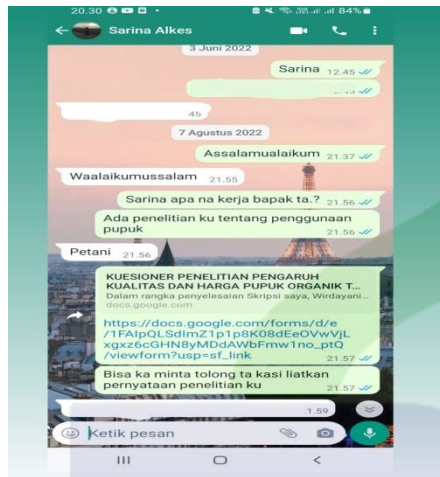 20.30
84%
Sarina Alkes
3 Juni 2022
Sarina 12.45
45
7 Agustus 2022
Assalamualaikum 21.37
Waalaikumussalam 21.55
Sarina apa na kerja bapak ta.? 21.56
Ada penelitian ku tentang penggunaan
pupuk 21.56
Petani 21.56
KUESIONER PENELITIAN PENGARUH
KUALITAS DAN HARGA PUPUK ORGANIK T...
Dalam rangka penyelesaian Skripsi saya, Wirdayani...
docs.google.com
https://docs.google.com/forms/d/e
/1FAIpQLSdImZ1p1p8K08dEeOVwVjL
xgxz6cGHN8yMDdAWbFmw1no_ptQ
/viewform?usp=sf_link 21.57
Bisa ka minta tolong ta kasi liatkan
pernyataan penelitian ku 21.57
1.59
Ketik pesan